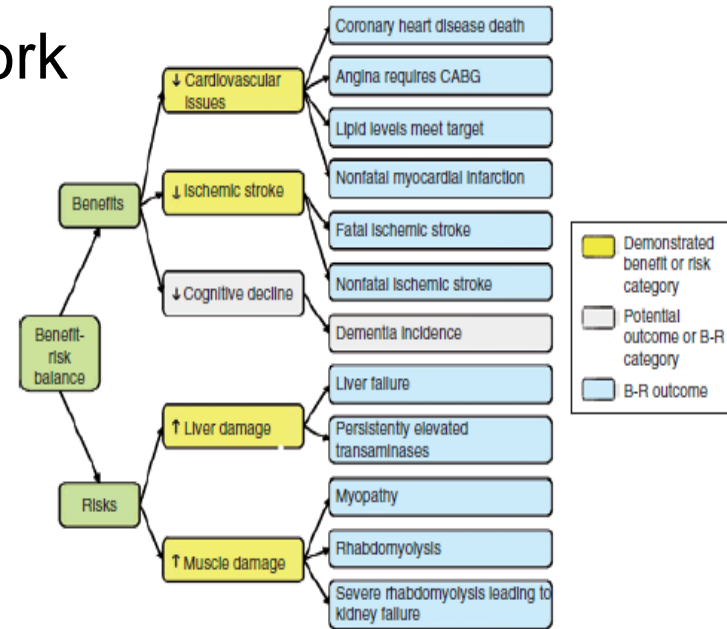 ork
Benefit-
risk
balance
Benefits
Risks
↓ Cardiovascular
issues
↓ Ischemic stroke
↓ Cognitive decline
↑ Liver damage
↑ Muscle damage
Coronary heart disease death
Angina requires CABG
Lipid levels meet target
Nonfatal myocardial infarction
Fatal ischemic stroke
Nonfatal ischemic stroke
Dementia incidence
Liver failure
Persistently elevated
transaminases
Myopathy
Rhabdomyolysis
Severe rhabdomyolysis leading to
kidney failure
Demonstrated
benefit or risk
category
Potential
outcome or B-R
category
B-R outcome